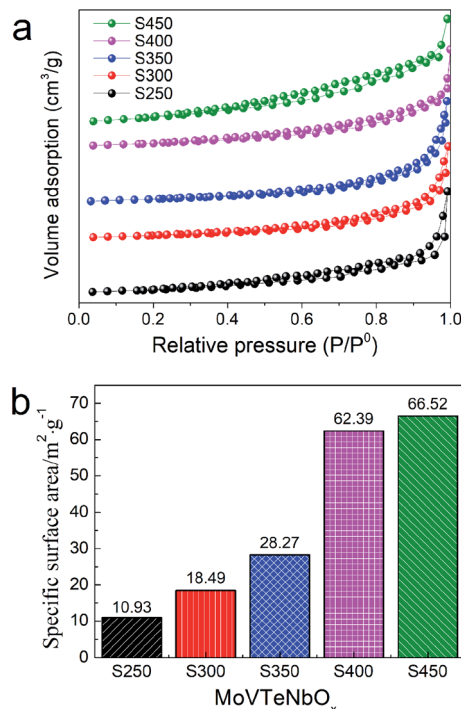 a
S450
S400
S350
S300
S250
Volume adsorption (cm³/g)
0.0 0.2 0.4 0.6 0.8 1.0
Relative pressure (P/P⁰)
b
Specific surface area/m²·g⁻¹
70
60
50
40
30
20
10
0
10.93
18.49
28.27
62.39
66.52
S250 S300 S350 S400 S450
MoVTeNbOₓ